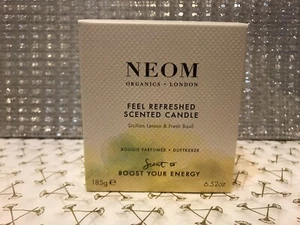 NEOM
ORGANICS • LONDON
FEEL REFRESHED
SCENTED CANDLE
Sicilian Lemon & Fresh Basil
BOUGIE PARFUMÉE • DUFTKERZE
Scent to
BOOST YOUR ENERGY
185g e 6.52oz